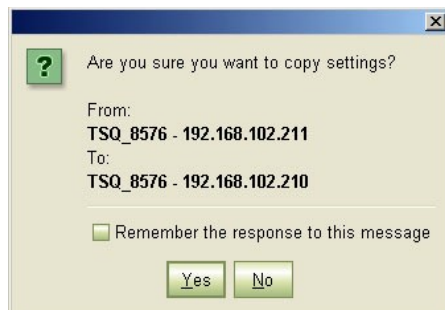 ?
Are you sure you want to copy settings?
From:
TSQ_8576 - 192.168.102.211
To:
TSQ_8576 - 192.168.102.210
Remember the response to this message
Yes No